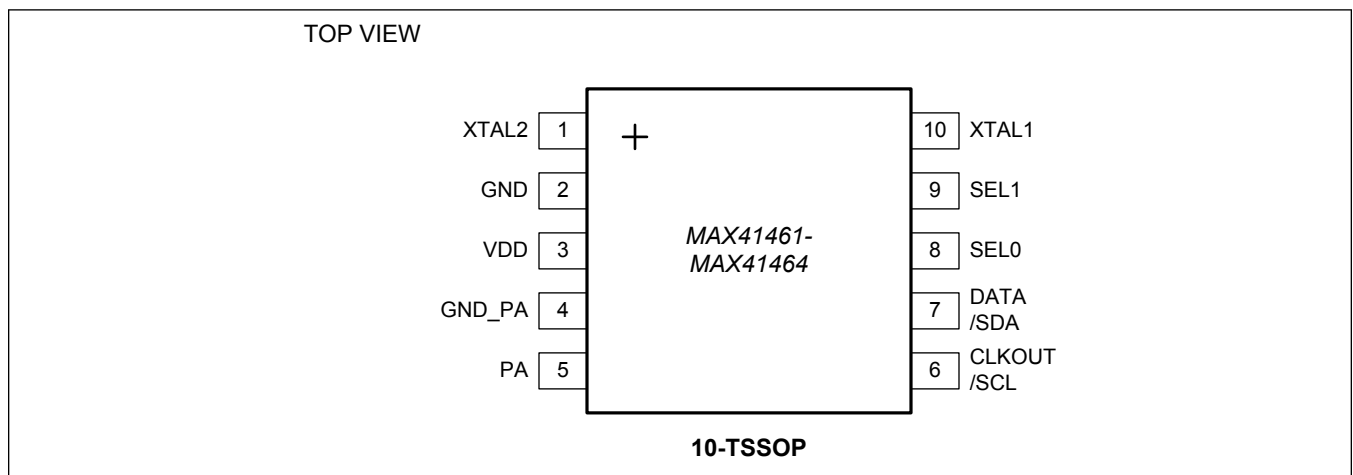 TOP VIEW
XTAL2 1
GND 2
VDD 3
GND_PA 4
PA 5
+
MAX41461-
MAX41464
10 XTAL1
9 SEL1
8 SEL0
7 DATA
/SDA
6 CLKOUT
/SCL
10-TSSOP